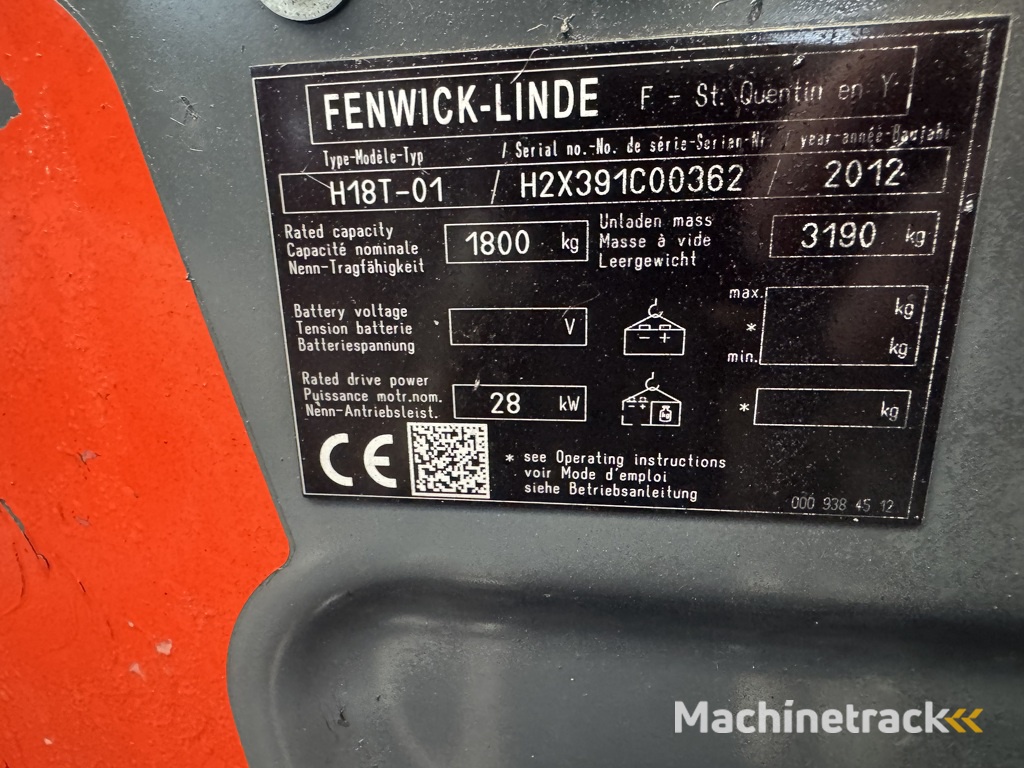 FENWICK-LINDE F - St. Quentin en Y
Type-Modèle-Typ / Serial no.-No. de série-Serien-Nr. / year-année-Baujahr
H18T-01 / H2X391C00362 / 2012
Rated capacity
Capacité nominale
Nenn-Tragfähigkeit
1800 kg
Unladen mass
Masse à vide
Leergewicht
3190 kg
Battery voltage
Tension batterie
Batteriespannung
V
- +
max.
*
min.
kg
kg
Rated drive power
Puissance motr.nom.
Nenn-Antriebsleist.
28 kW
- + kg
* kg
CE
* see Operating instructions
voir Mode d'emploi
siehe Betriebsanleitung
000 938 45 12
Machinetrack